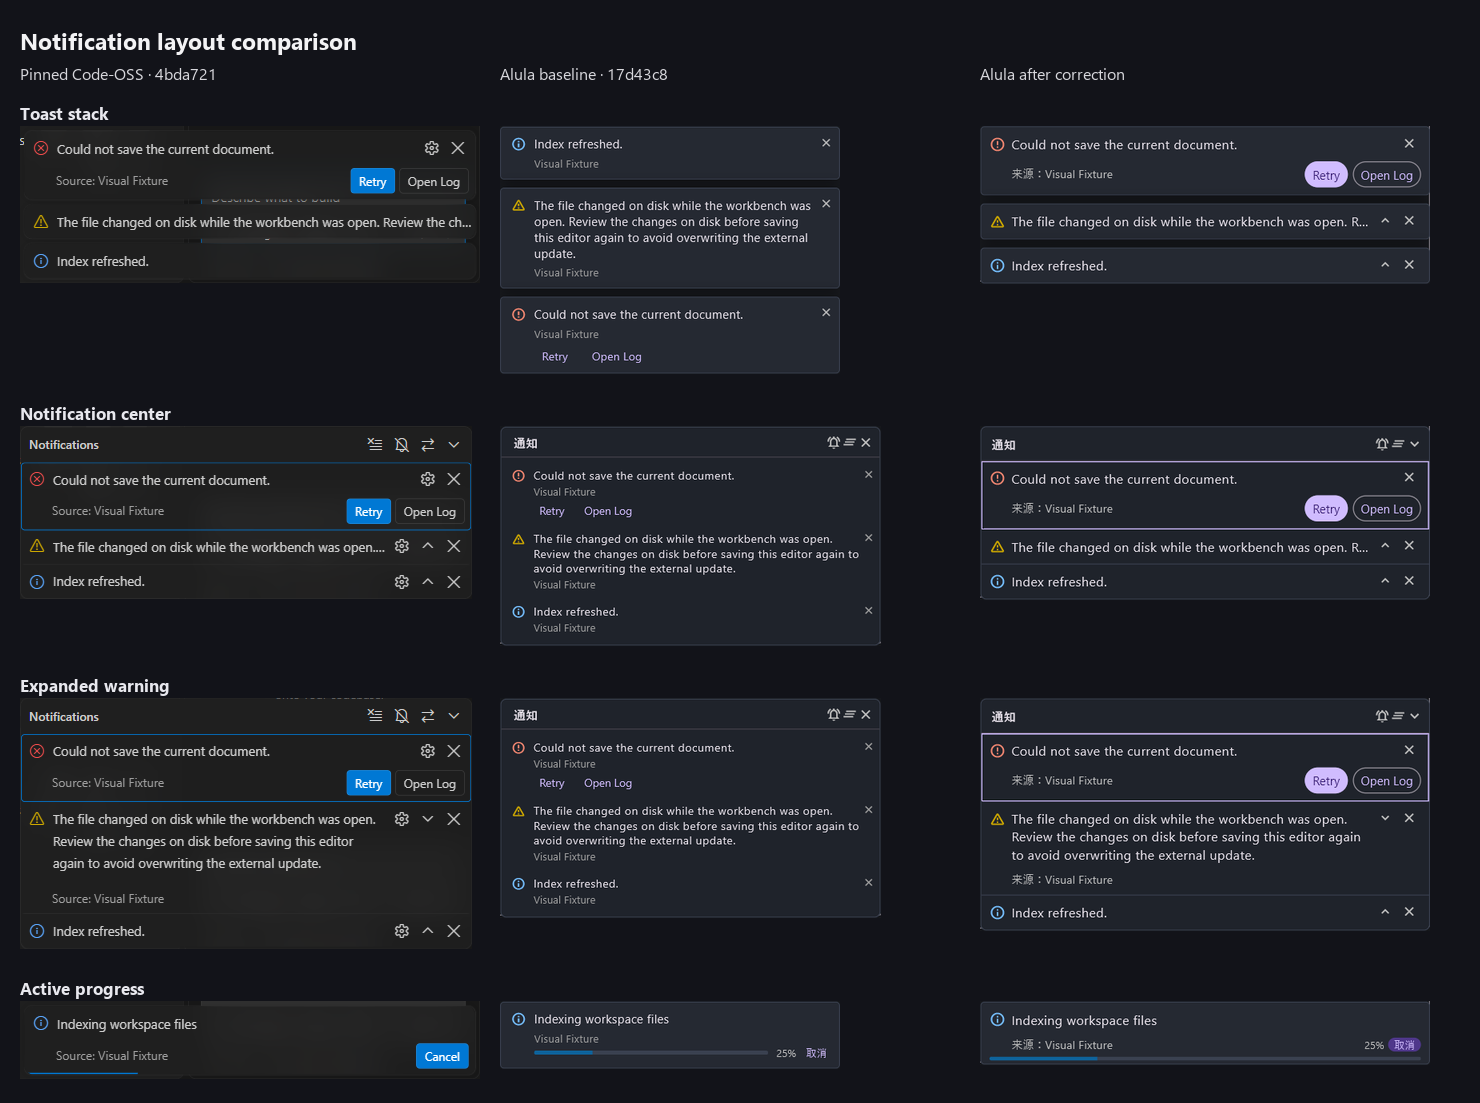 Notification layout comparison
Pinned Code-OSS · 4bda721
Alula baseline · 17d43c8
Alula after correction
Toast stack
Could not save the current document.
Source: Visual Fixture
Retry
Open Log
The file changed on disk while the workbench was open. Review the ch...
Index refreshed.
Index refreshed.
Visual Fixture
The file changed on disk while the workbench was
open. Review the changes on disk before saving
this editor again to avoid overwriting the external
update.
Visual Fixture
Could not save the current document.
Visual Fixture
Retry
Open Log
Could not save the current document.
来源：Visual Fixture
Retry
Open Log
The file changed on disk while the workbench was open. R...
Index refreshed.
Notification center
Notifications
Could not save the current document.
Source: Visual Fixture
Retry
Open Log
The file changed on disk while the workbench was open....
Index refreshed.
通知
Could not save the current document.
Visual Fixture
Retry
Open Log
The file changed on disk while the workbench was open.
Review the changes on disk before saving this editor again to
avoid overwriting the external update.
Visual Fixture
Index refreshed.
Visual Fixture
通知
Could not save the current document.
来源：Visual Fixture
Retry
Open Log
The file changed on disk while the workbench was open. R...
Index refreshed.
Expanded warning
Notifications
Could not save the current document.
Source: Visual Fixture
Retry
Open Log
The file changed on disk while the workbench was open.
Review the changes on disk before saving this editor
again to avoid overwriting the external update.
Source: Visual Fixture
Index refreshed.
通知
Could not save the current document.
Visual Fixture
Retry
Open Log
The file changed on disk while the workbench was open.
Review the changes on disk before saving this editor again to
avoid overwriting the external update.
Visual Fixture
Index refreshed.
Visual Fixture
通知
Could not save the current document.
来源：Visual Fixture
Retry
Open Log
The file changed on disk while the workbench was open.
Review the changes on disk before saving this editor again
to avoid overwriting the external update.
来源：Visual Fixture
Index refreshed.
Active progress
Indexing workspace files
Source: Visual Fixture
Cancel
Indexing workspace files
Visual Fixture
25%
取消
Indexing workspace files
来源：Visual Fixture
25%
取消